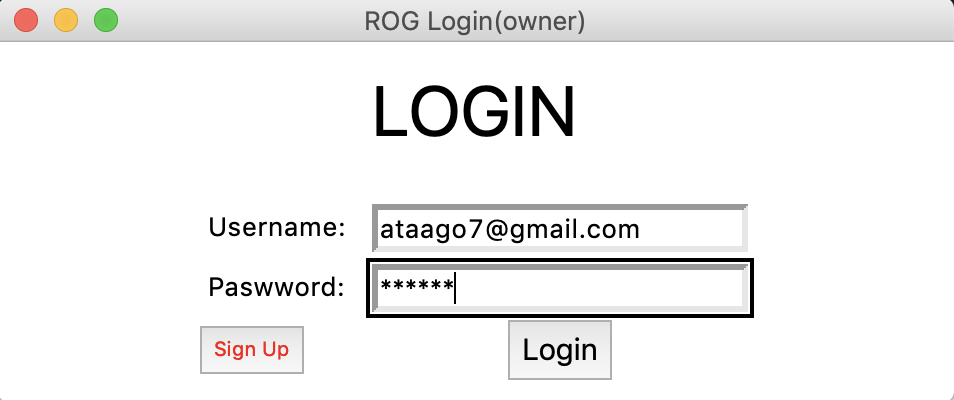 ROG Login(owner)
LOGIN
Username: ataago7@gmail.com
Paswword: ******
Sign Up Login